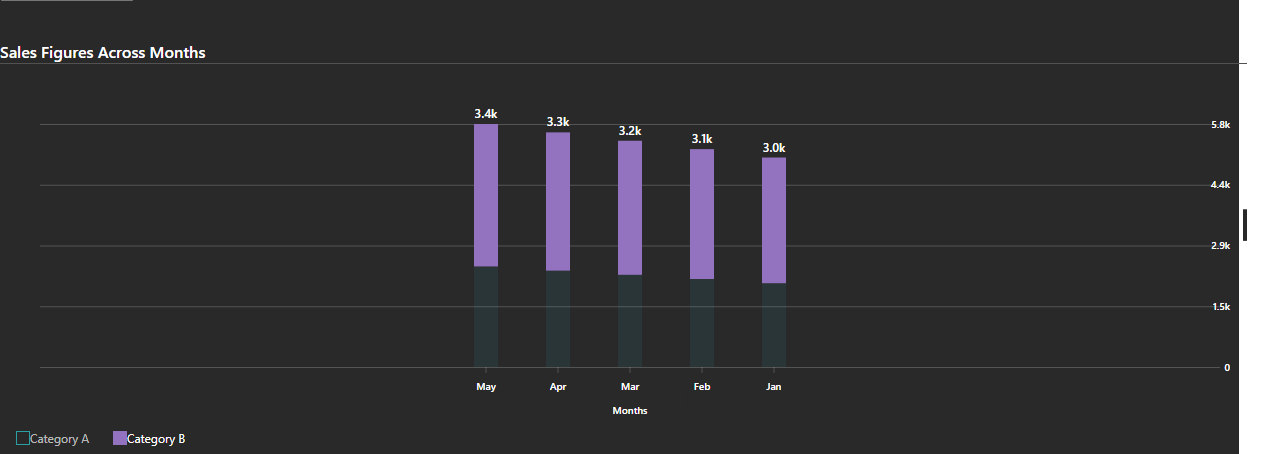 Sales Figures Across Months
3.4k
3.3k
3.2k
3.1k
3.0k
5.8k
4.4k
2.9k
1.5k
0
May Apr Mar Feb Jan
Months
Category A Category B